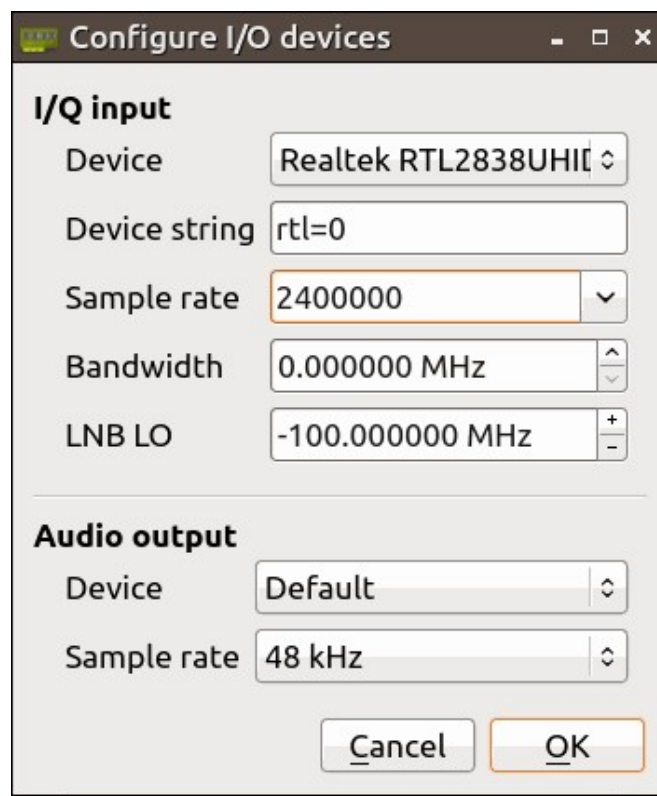 Configure I/O devices
I/Q input
Device Realtek RTL2838UHID
Device string rtl=0
Sample rate 2400000
Bandwidth 0.000000 MHz
LNB LO -100.000000 MHz
Audio output
Device Default
Sample rate 48 kHz
Cancel OK